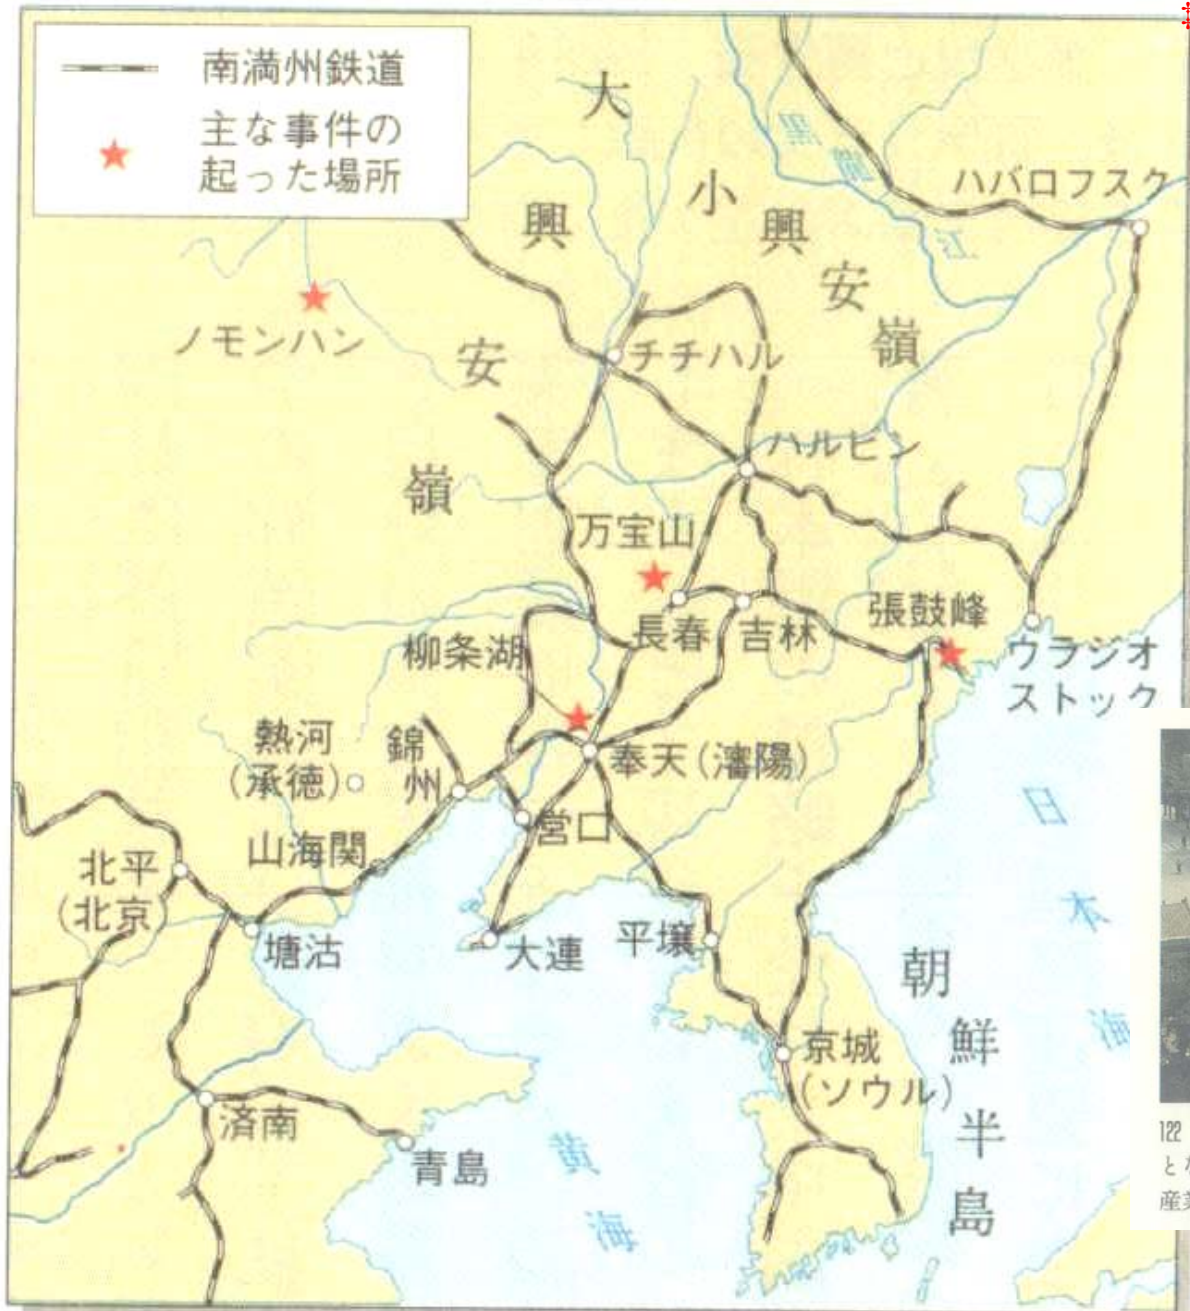 南満州鉄道
主な事件の
起った場所
大
興
安
嶺
小
興
安
嶺
黒
龍
江
ハバロフスク
ノモンハン
チチハル
ハルビン
万宝山
長春
吉林
張鼓峰
ウラジオ
ストック
柳条湖
熱河
(承徳)
錦
州
奉天(瀋陽)
営口
山海関
北平
(北京)
塘沽
大連
平壌
日
本
海
朝
鮮
半
島
京城
(ソウル)
済南
青島
黄
海
122
とな
産業